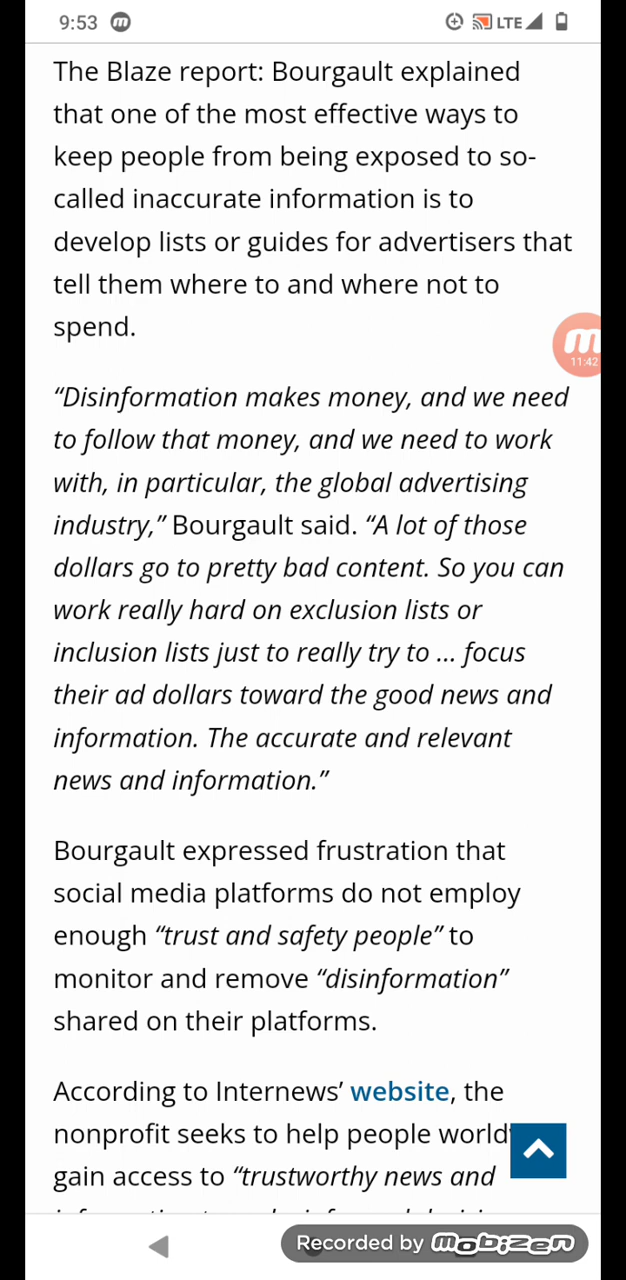 9:53 m LTE
The Blaze report: Bourgault explained
that one of the most effective ways to
keep people from being exposed to so-
called inaccurate information is to
develop lists or guides for advertisers that
tell them where to and where not to
spend.
m
11:42
“Disinformation makes money, and we need
to follow that money, and we need to work
with, in particular, the global advertising
industry,” Bourgault said. “A lot of those
dollars go to pretty bad content. So you can
work really hard on exclusion lists or
inclusion lists just to really try to … focus
their ad dollars toward the good news and
information. The accurate and relevant
news and information.”
Bourgault expressed frustration that
social media platforms do not employ
enough “trust and safety people” to
monitor and remove “disinformation”
shared on their platforms.
According to Internews’ website, the
nonprofit seeks to help people world
gain access to “trustworthy news and
Recorded by mobizen